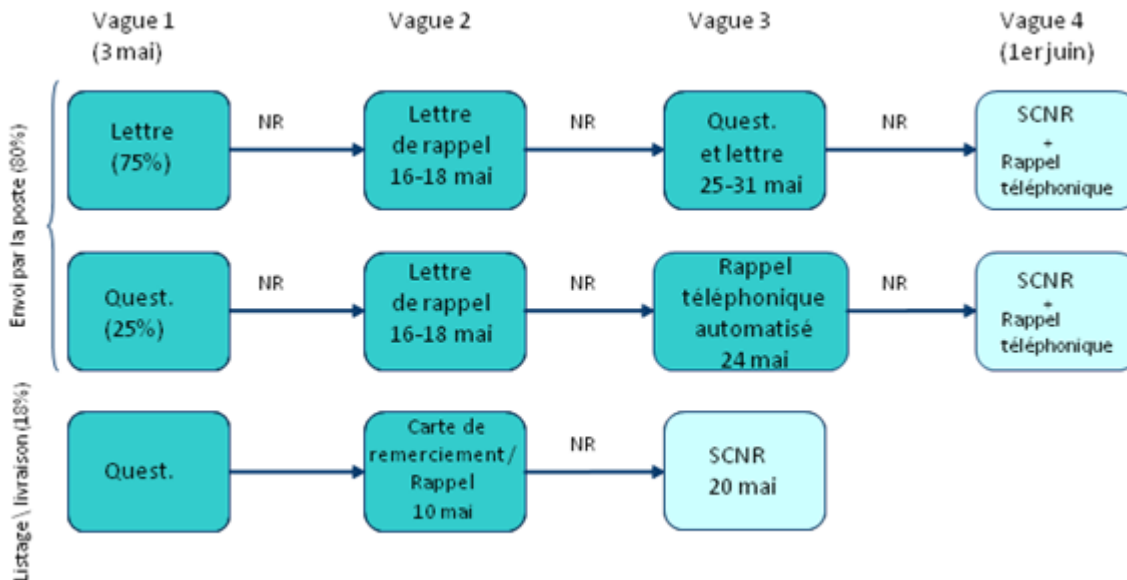 Vague 1
(3 mai)
Vague 2
Vague 3
Vague 4
(1er juin)
Envoi par la poste (80%)
Lettre
(75%)
NR
Lettre
de rappel
16-18 mai
NR
Quest.
et lettre
25-31 mai
NR
SCNR
+
Rappel
téléphonique
Quest.
(25%)
NR
Lettre
de rappel
16-18 mai
NR
Rappel
téléphonique
automatisé
24 mai
NR
SCNR
+
Rappel
téléphonique
Listage \ livraison (18%)
Quest.
Carte de
remerciement /
Rappel
10 mai
NR
SCNR
20 mai